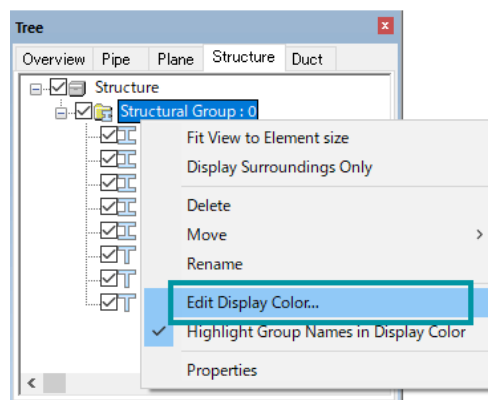 Tree
Overview Pipe Plane Structure Duct
Structure
Structural Group : 0
Fit View to Element size
Display Surroundings Only
Delete
Move
Rename
Edit Display Color...
Highlight Group Names in Display Color
Properties